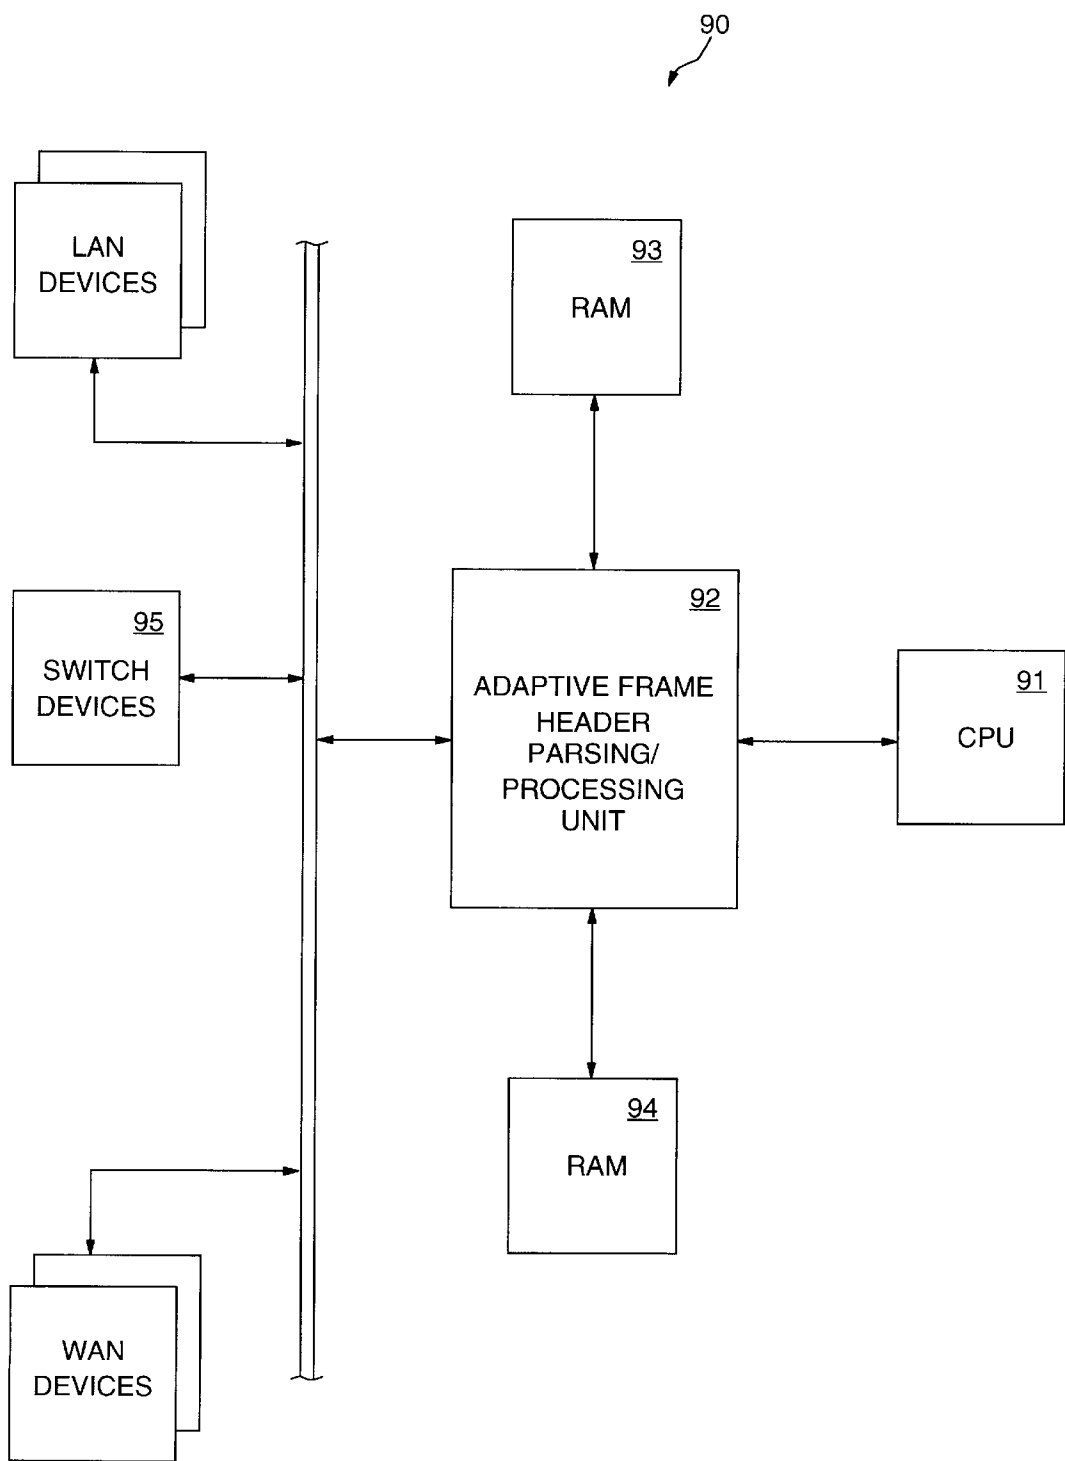 90
LAN
DEVICES
93
RAM
95
SWITCH
DEVICES
92
ADAPTIVE FRAME
HEADER
PARSING/
PROCESSING
UNIT
91
CPU
94
RAM
WAN
DEVICES